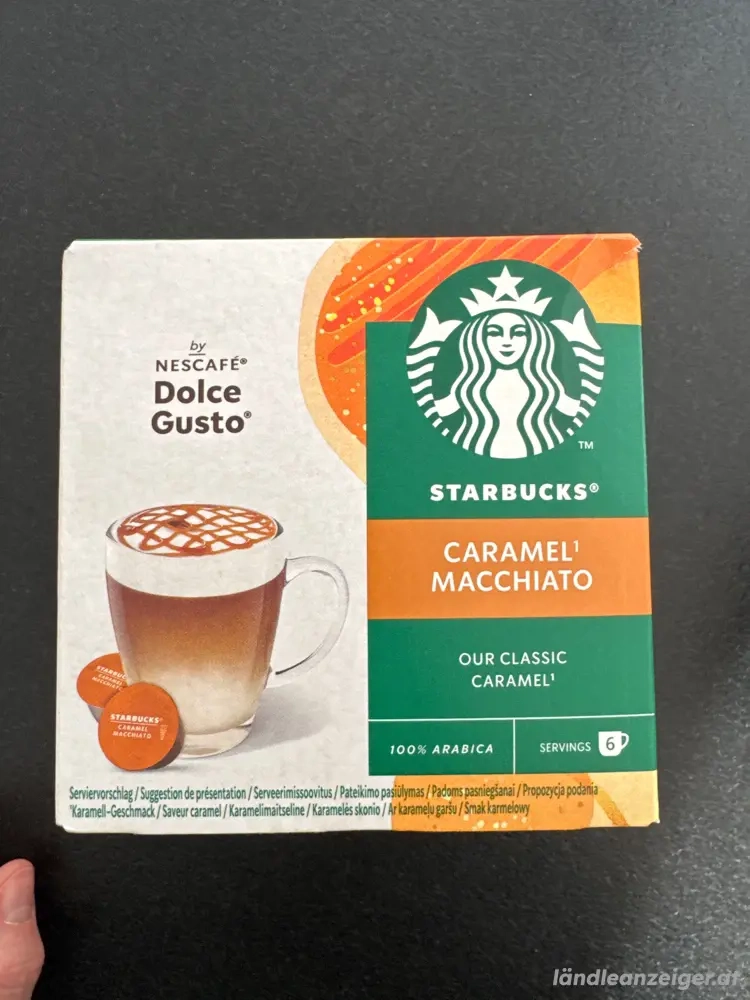 by
NESCAFÉ®
Dolce
Gusto®
™
STARBUCKS®
CARAMEL¹
MACCHIATO
OUR CLASSIC
CARAMEL¹
100% ARABICA
SERVINGS 6
STARBUCKS®
CARAMEL
MACCHIATO
Serviervorschlag / Suggestion de présentation / Serveerimissoovitus / Pateikimo pasiūlymas / Padoms pasniegšanai / Propozycja podania
¹Karamell-Geschmack / Saveur caramel / Karamellimaitseline / Karamelės skonio / Ar karameļu garšu / Smak karmelowy
ländleanzeiger.at